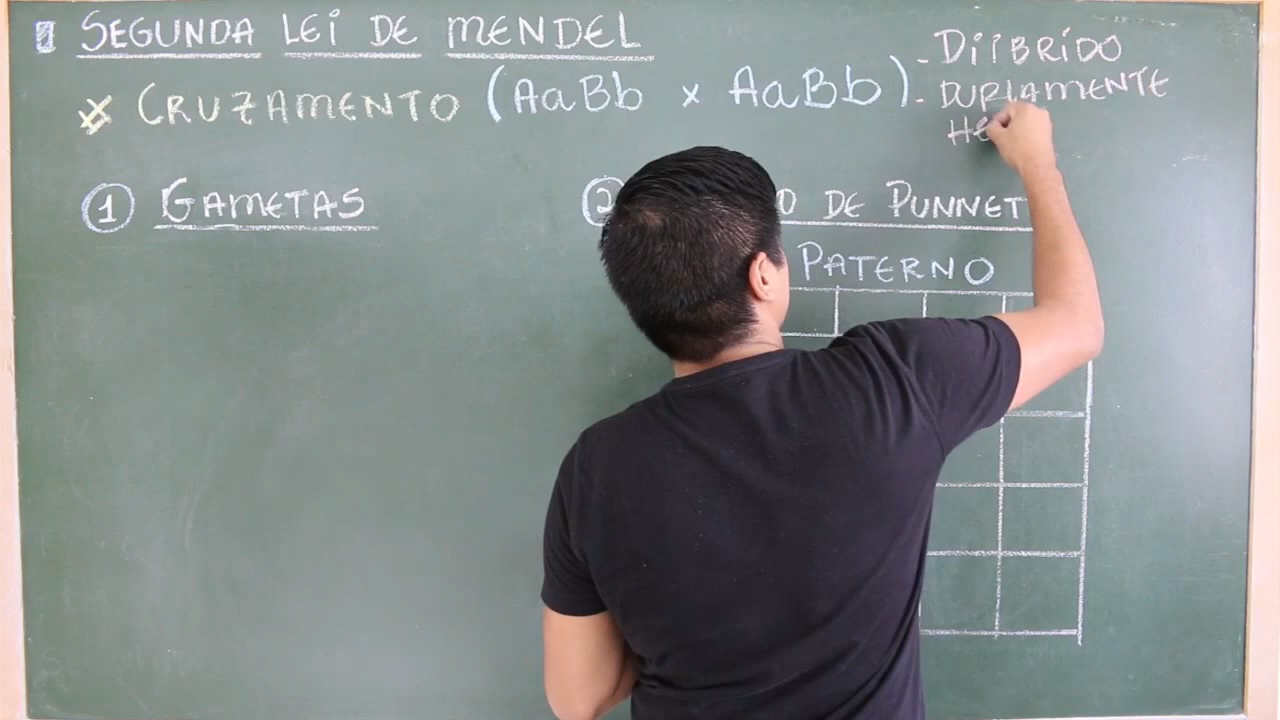 SEGUNDA LEI DE MENDEL
* CRUZAMENTO (AaBb x AaBb)
- DIIBRIDO
- DUPLAMENTE
HE
1 GAMETAS
2 O DE PUNNET
PATERNO